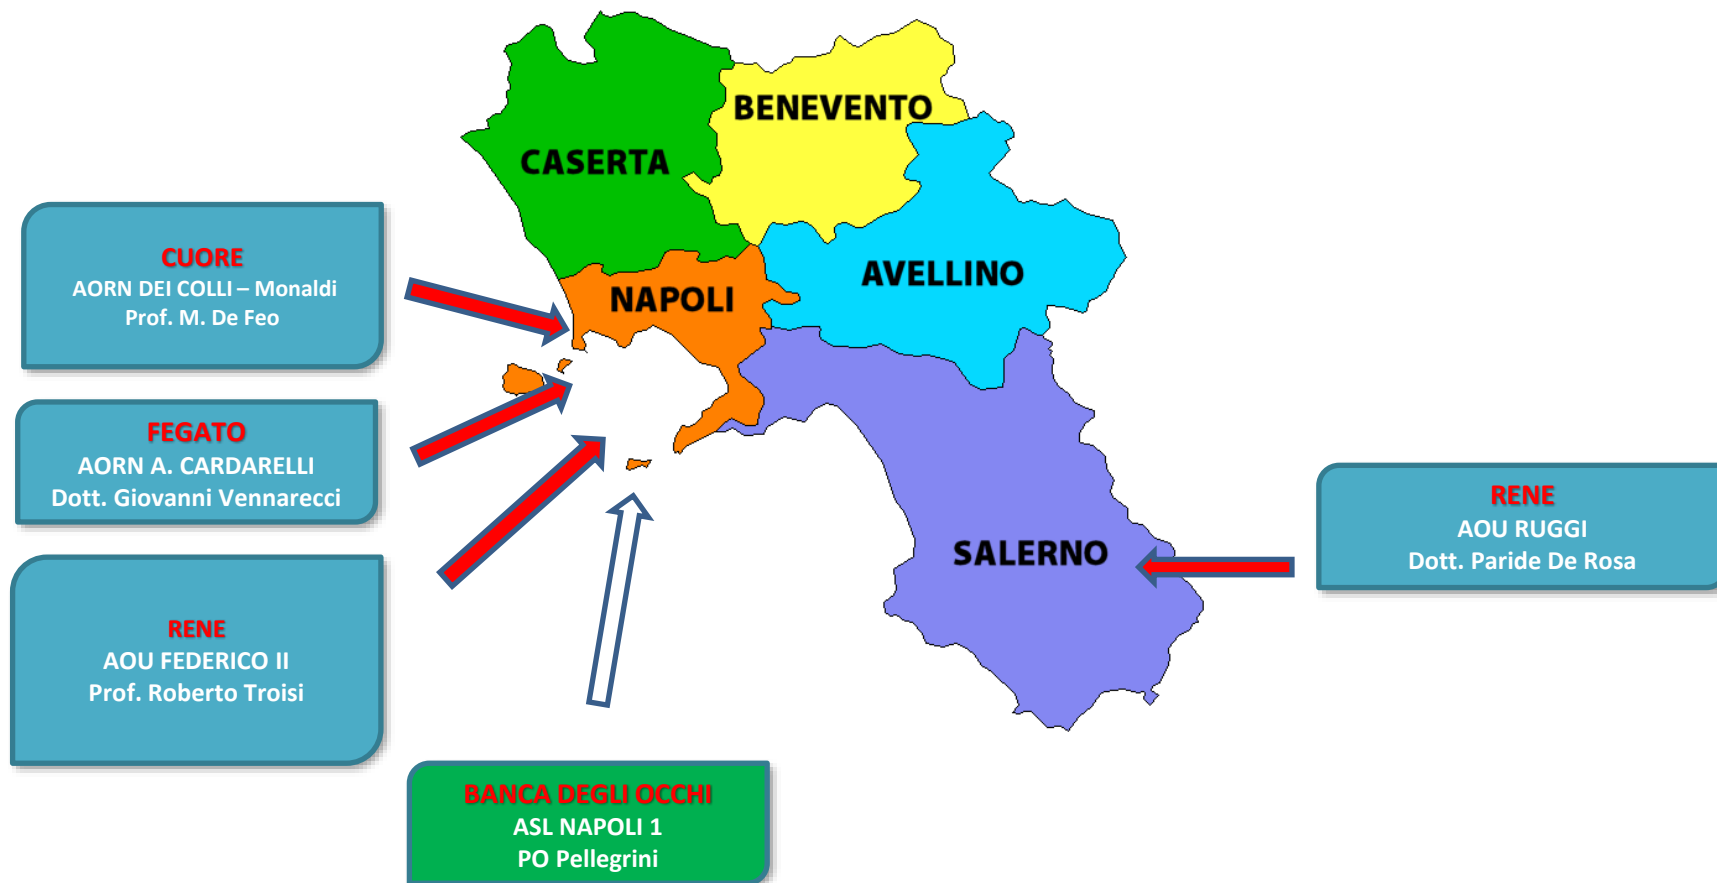 BENEVENTO
CASERTA
AVELLINO
NAPOLI
SALERNO
CUORE
AORN DEI COLLI – Monaldi
Prof. M. De Feo
FEGATO
AORN A. CARDARELLI
Dott. Giovanni Vennarecci
RENE
AOU FEDERICO II
Prof. Roberto Troisi
BANCA DEGLI OCCHI
ASL NAPOLI 1
PO Pellegrini
RENE
AOU RUGGI
Dott. Paride De Rosa